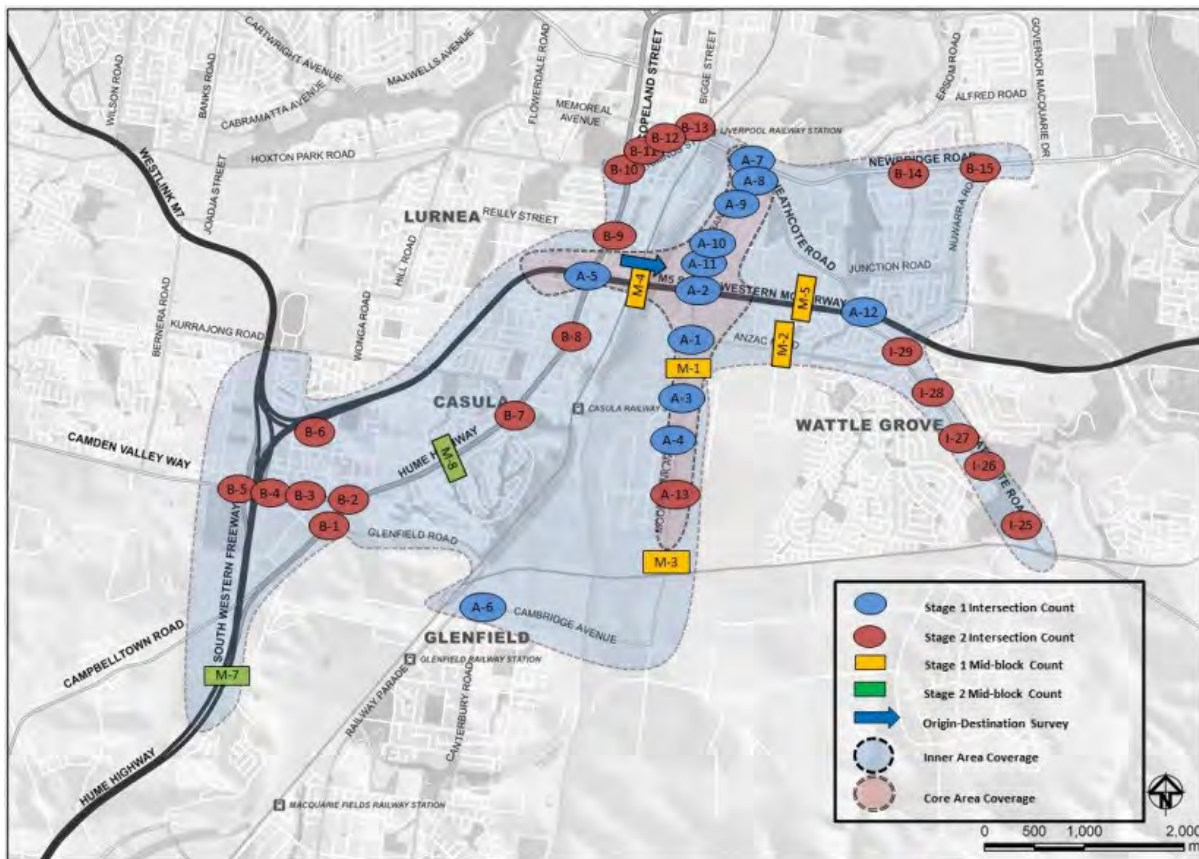 CARTWRIGHT AVENUE
MAXWELLS AVENUE
WILSON ROAD
BANKS ROAD
CABRAMATTA AVENUE
FLOWERDALE ROAD
MEMOREAL
AVENUE
COPELAND STREET
BIGGE STREET
EPSOM ROAD
GOVERNOR MACQUARIE DR
ALFRED ROAD
LIVERPOOL RAILWAY STATION
HOXTON PARK ROAD
B-13
B-12
B-11
B-10
A-7
A-8
A-9
NEWBRIDGE ROAD
B-14
B-15
HEATHCOTE ROAD
NUWARRA
WESTLINK M7
JOADJA STREET
LURNEA
REILLY STREET
B-9
A-10
A-11
JUNCTION ROAD
HILL ROAD
A-5
M-4
M5
A-2
WESTERN
M-5
A-12
BERNERA ROAD
KURRAJONG ROAD
WONGA ROAD
B-8
A-1
ANZAC
M-2
I-29
M-1
CASULA
B-7
CASULA RAILWAY
A-3
I-28
WATTLE GROVE
CAMDEN VALLEY WAY
B-6
HUME HIGHWAY
M-8
A-4
I-27
I-26
B-5
B-4
B-3
B-2
B-1
A-13
I-25
GLENFIELD ROAD
SOUTH WESTERN FREEWAY
M-3
A-6
CAMBRIDGE AVENUE
GLENFIELD
CAMPBELLTOWN ROAD
M-7
GLENFIELD RAILWAY STATION
RAILWAY PARADE
CANTERBURY ROAD
HUME HIGHWAY
MACQUARIE FIELDS RAILWAY STATION
Stage 1 Intersection Count
Stage 2 Intersection Count
Stage 1 Mid-block Count
Stage 2 Mid-block Count
Origin-Destination Survey
Inner Area Coverage
Core Area Coverage
N
0 500 1,000 2,000
m